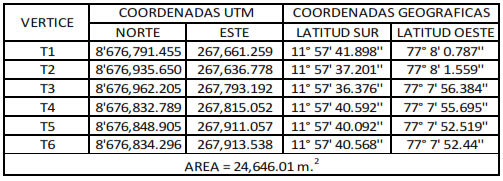 VERTICE COORDENADAS UTM COORDENADAS GEOGRAFICAS
NORTE ESTE LATITUD SUR LATITUD OESTE
T1 8'676,791.455 267,661.259 11° 57' 41.898'' 77° 8' 0.787''
T2 8'676,935.650 267,636.778 11° 57' 37.201'' 77° 8' 1.559''
T3 8'676,962.205 267,793.192 11° 57' 36.376'' 77° 7' 56.384''
T4 8'676,832.789 267,815.052 11° 57' 40.592'' 77° 7' 55.695''
T5 8'676,848.905 267,911.057 11° 57' 40.092'' 77° 7' 52.519''
T6 8'676,834.296 267,913.538 11° 57' 40.568'' 77° 7' 52.44''
AREA = 24,646.01 m.²